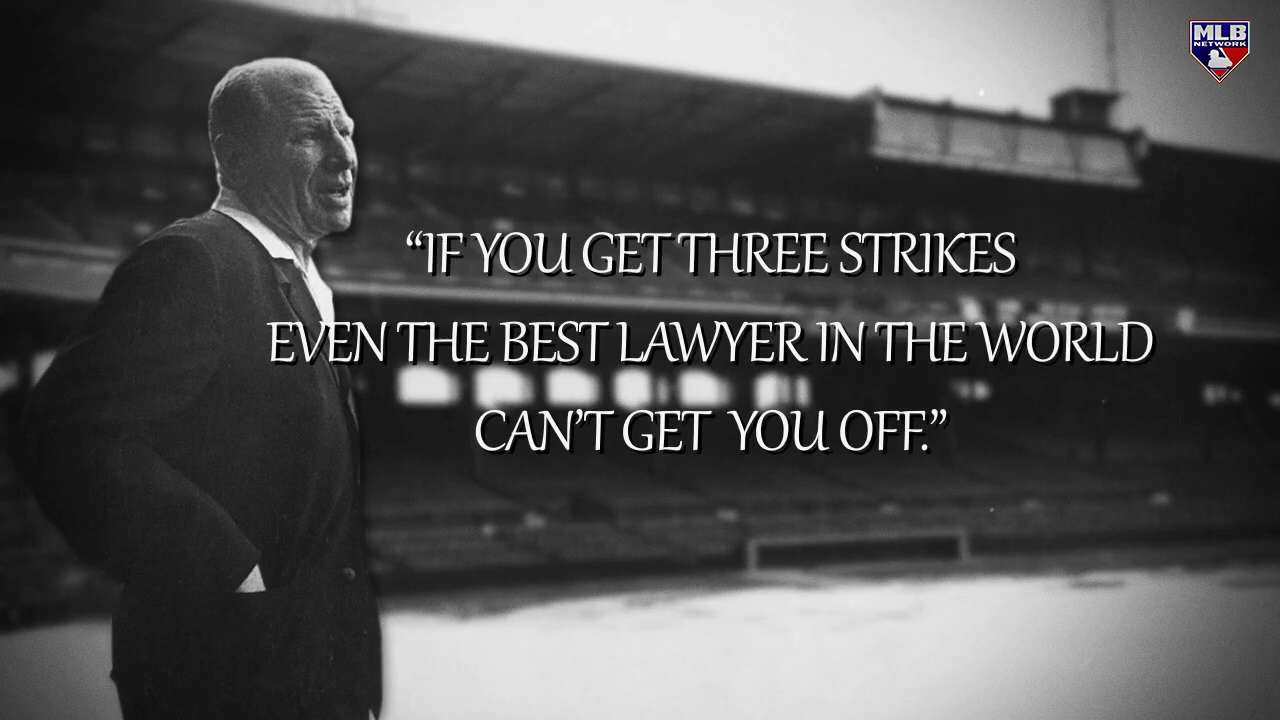 MLB
NETWORK
“IF YOU GET THREE STRIKES
EVEN THE BEST LAWYER IN THE WORLD
CAN’T GET YOU OFF.”